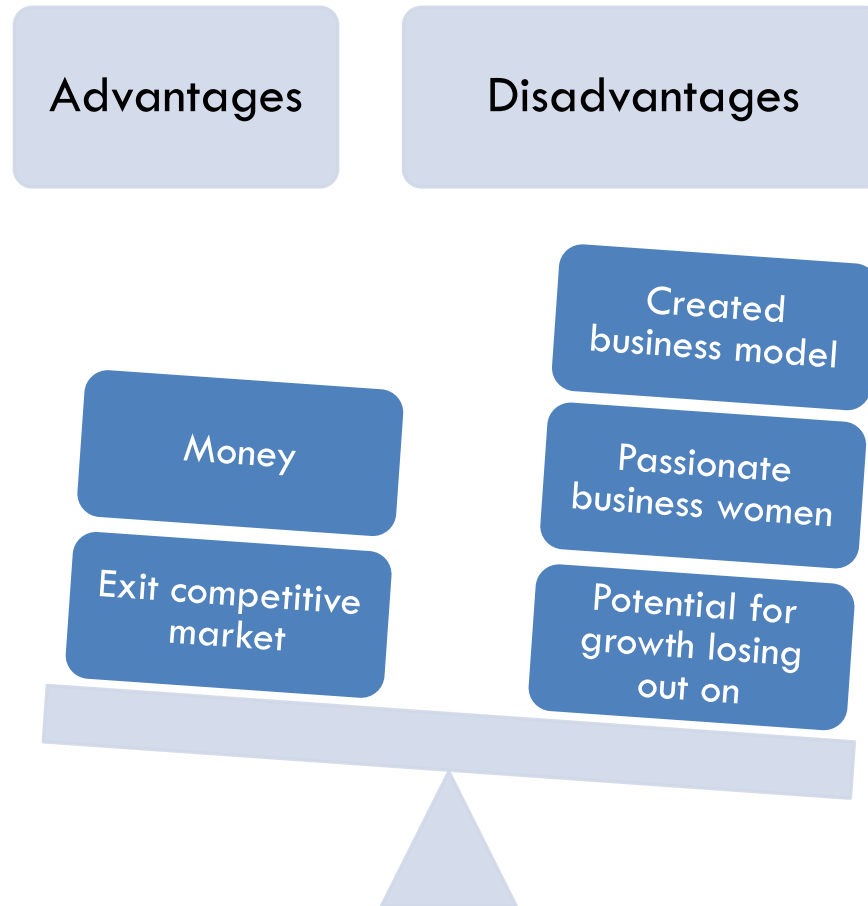 Advantages
Disadvantages
Money
Exit competitive
market
Created
business model
Passionate
business women
Potential for
growth losing
out on